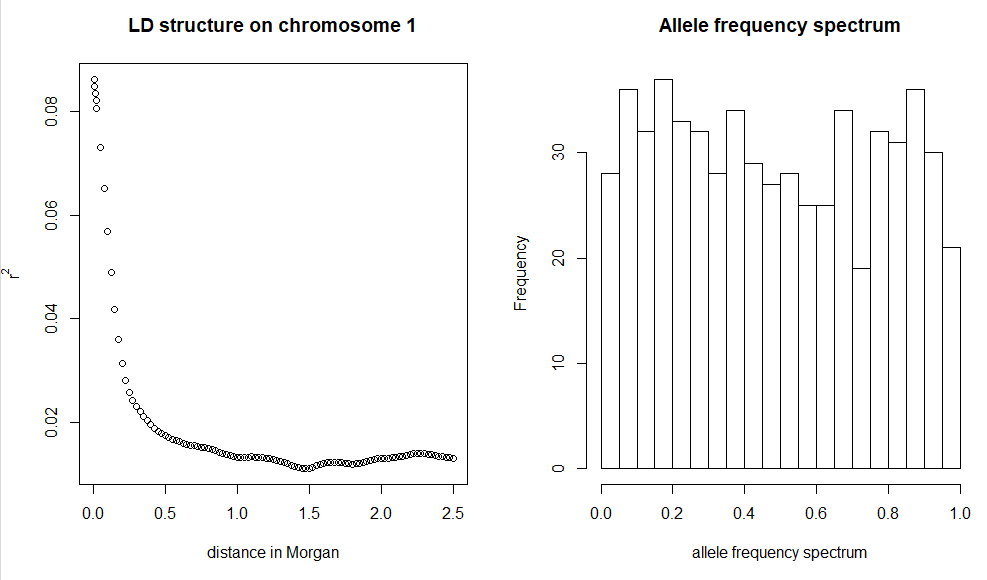 LD structure on chromosome 1
r2
0.08
0.06
0.04
0.02
0.0 0.5 1.0 1.5 2.0 2.5
distance in Morgan
Allele frequency spectrum
Frequency
30
20
10
0
0.0 0.2 0.4 0.6 0.8 1.0
allele frequency spectrum